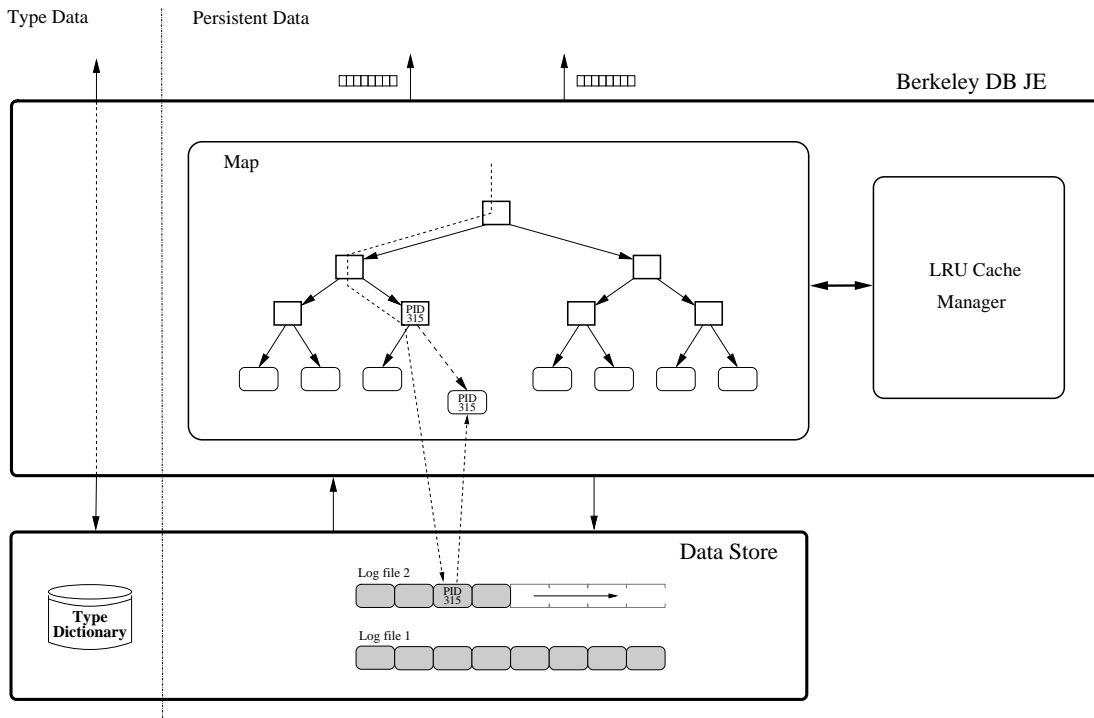 Type Data
Persistent Data
Berkeley DB JE
Map
LRU Cache
Manager
PID
315
PID
315
Data Store
Log file 2
PID
315
Type
Dictionary
Log file 1